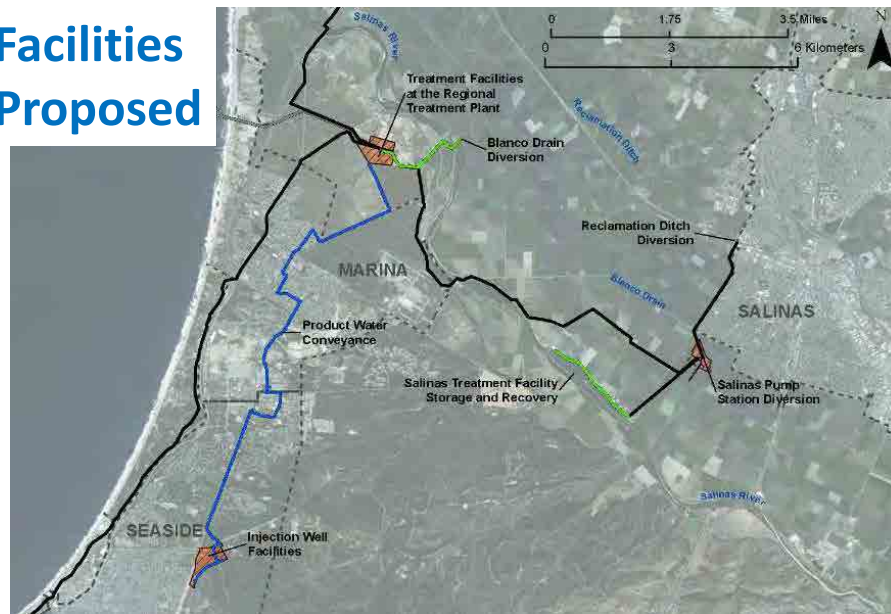 Facilities
Proposed
0 1.75 3.5 Miles
0 3 6 Kilometers
N
Salinas River
Treatment Facilities
at the Regional
Treatment Plant
Reclamation Ditch
Blanco Drain
Diversion
Reclamation Ditch
Diversion
MARINA
Blanco Drain
SALINAS
Product Water
Conveyance
Salinas Treatment Facility
Storage and Recovery
Salinas Pump
Station Diversion
Salinas River
SEASIDE
Injection Well
Facilities